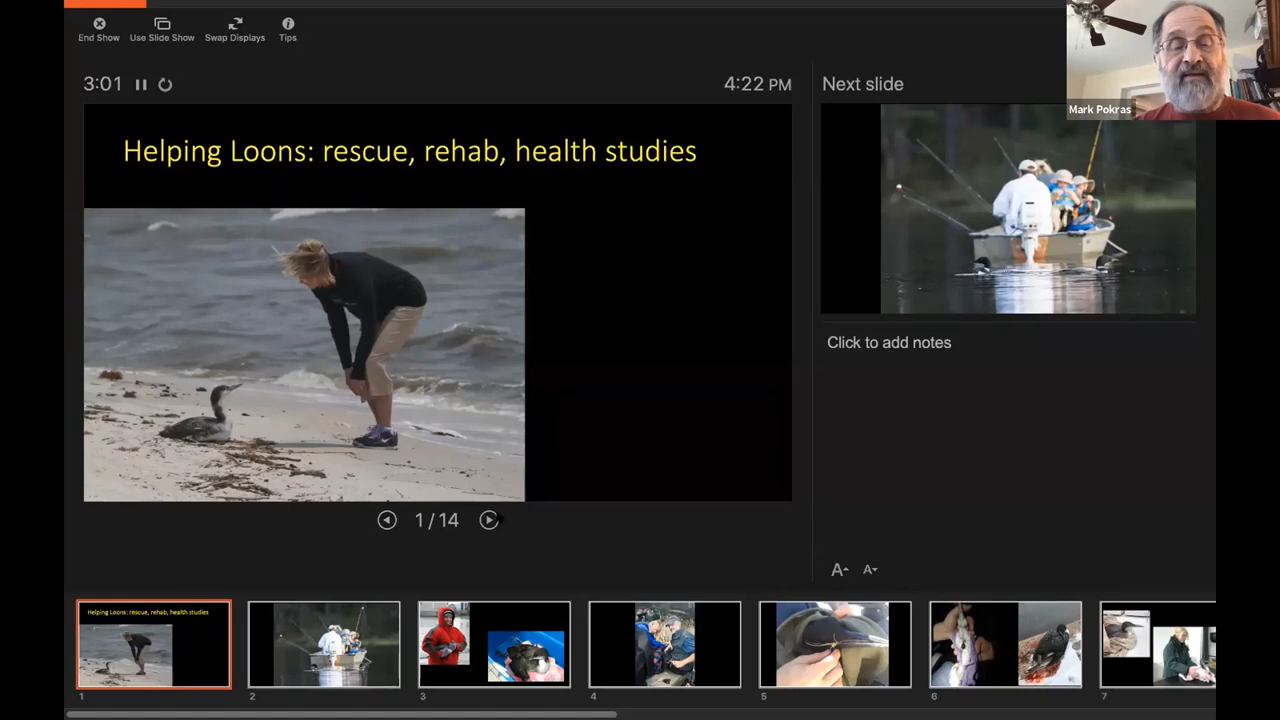 End Show
Use Slide Show
Swap Displays
Tips
Mark Pokras
3:01
4:22 PM
Next slide
Helping Loons: rescue, rehab, health studies
Click to add notes
1 / 14
A A
Helping Loons: rescue, rehab, health studies
1
2
3
4
5
6
7